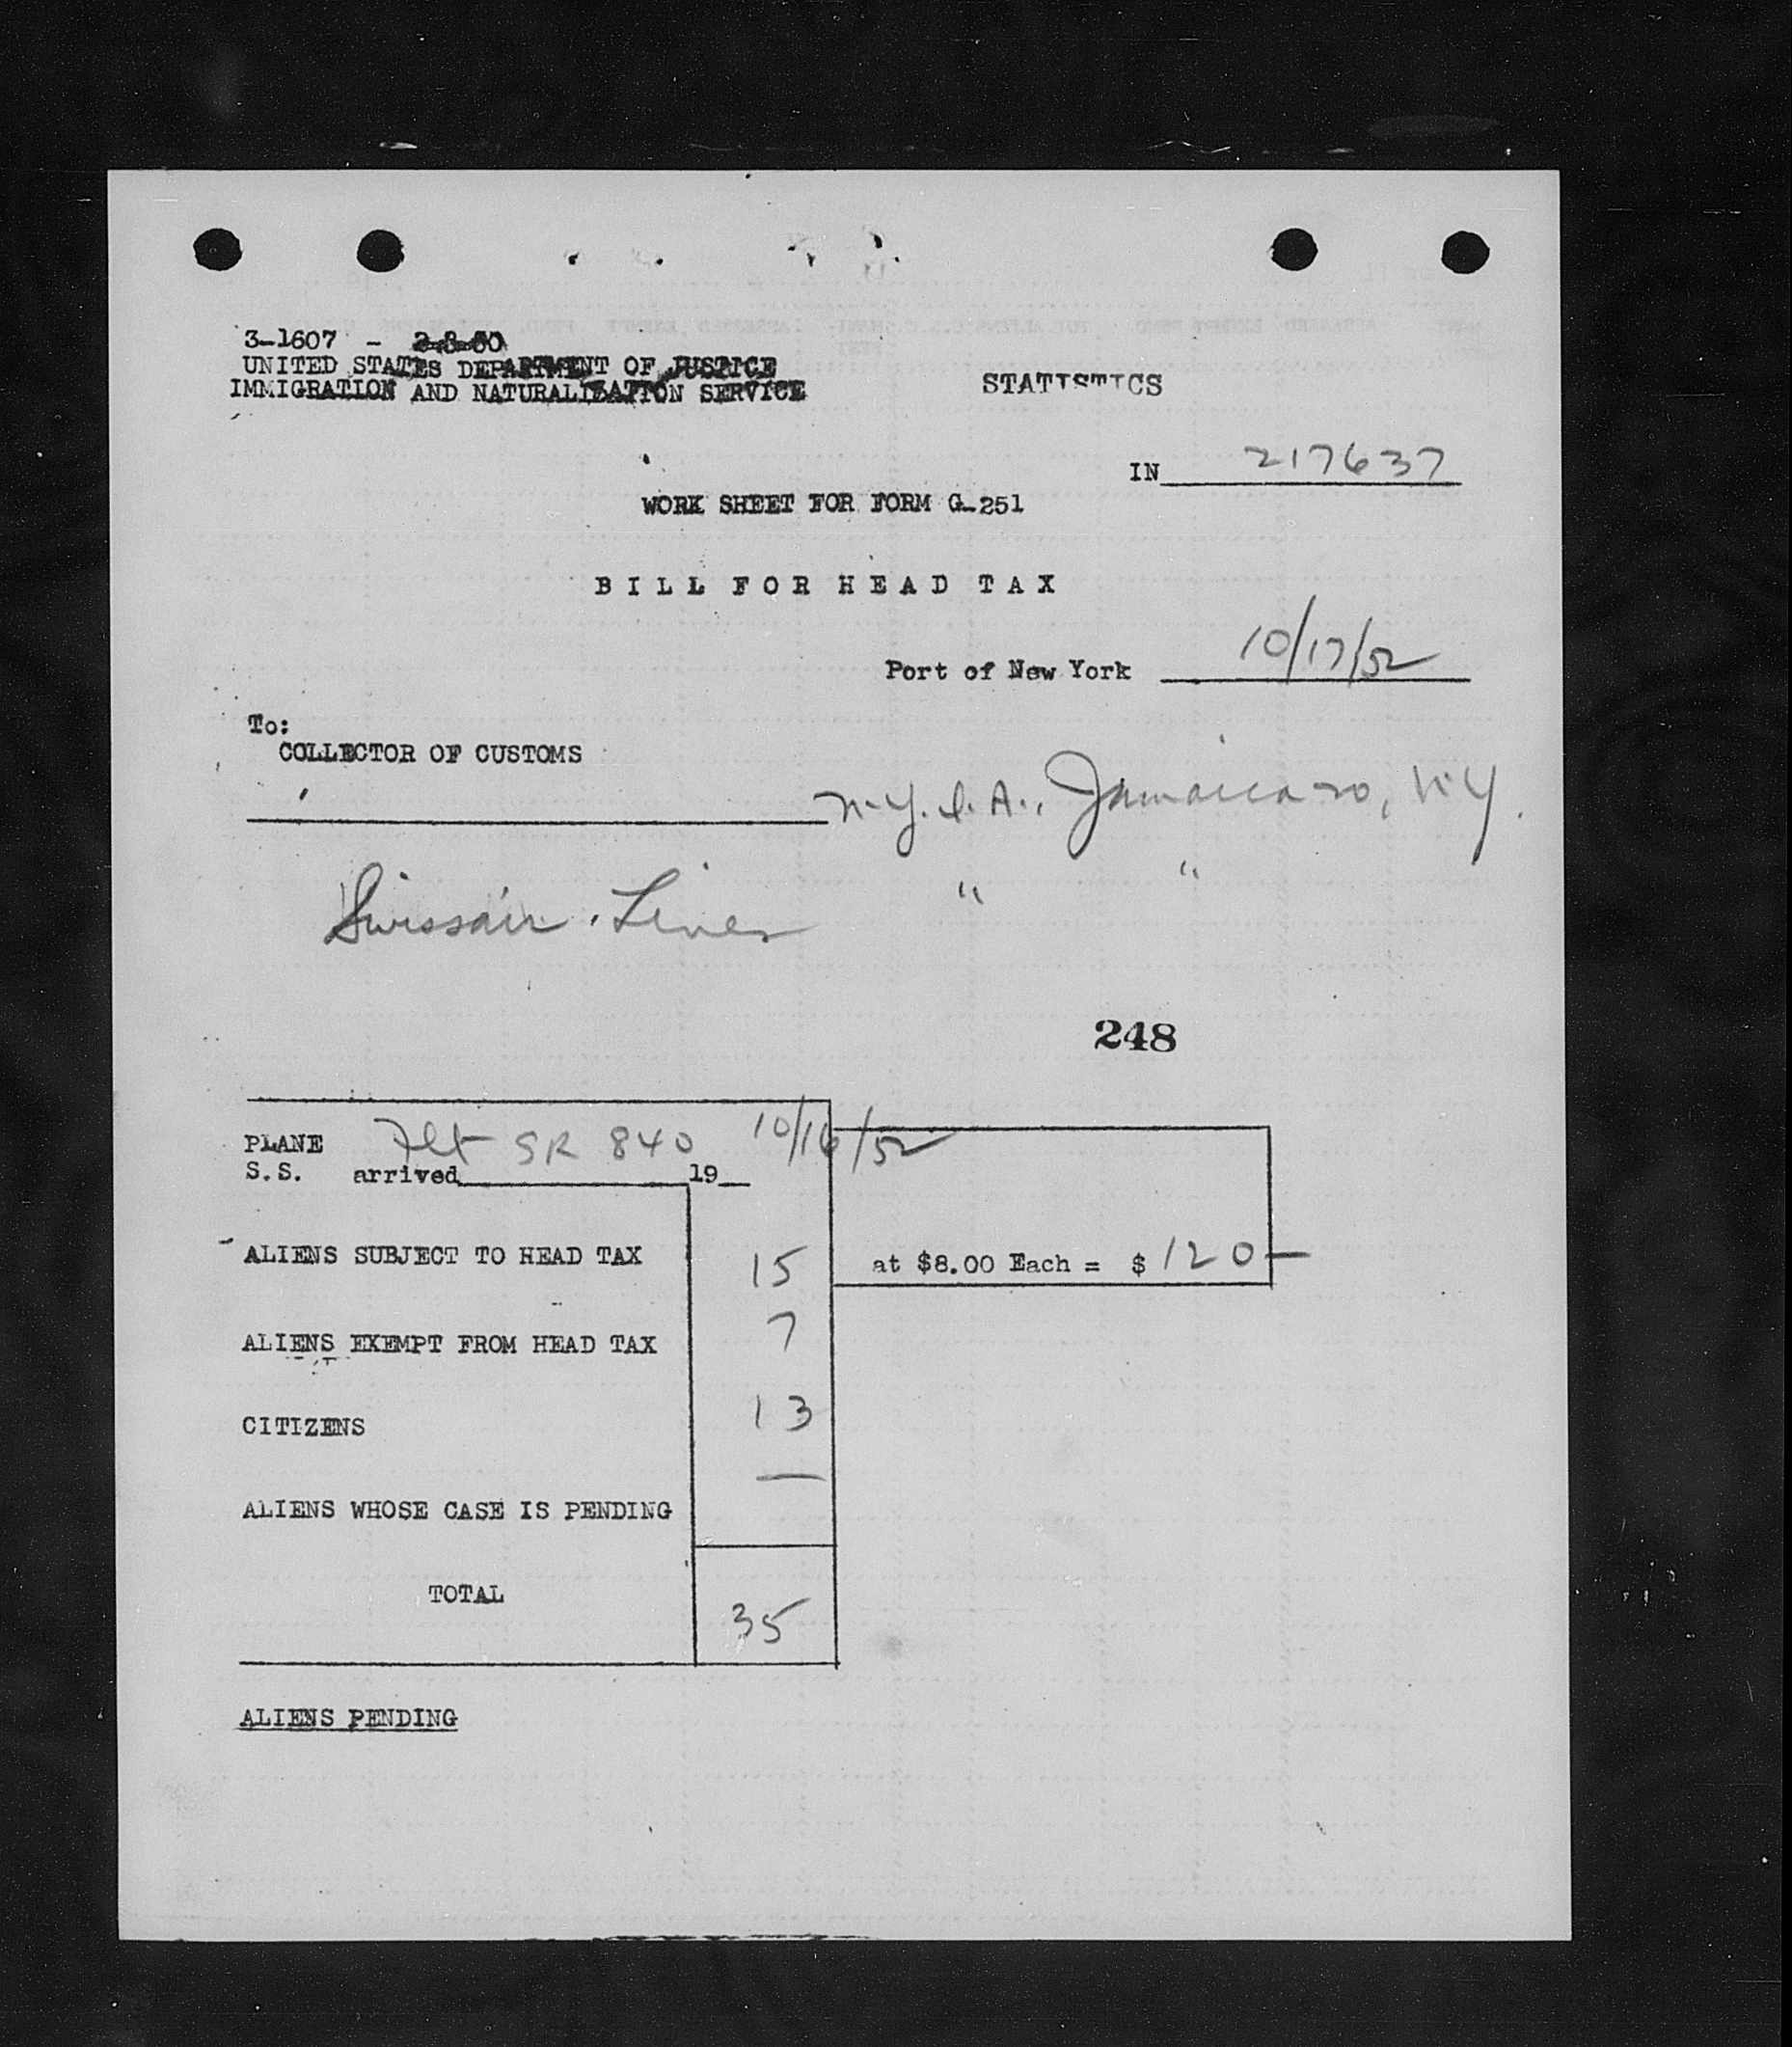 3-1607 - 2-8-50
UNITED STATES DEPARTMENT OF JUSTICE
IMMIGRATION AND NATURALIZATION SERVICE
STATISTICS
IN 217637
WORK SHEET FOR FORM G-251
BILL FOR HEAD TAX
Port of New York 10/17/52
To:
COLLECTOR OF CUSTOMS
N.Y.I.A., Jamaica 20, N.Y.
Swissair Lines " "
248
PLANE Flt SR 840 10/16/52
S.S. arrived 19
ALIENS SUBJECT TO HEAD TAX 15 at $8.00 Each = $ 120—
ALIENS EXEMPT FROM HEAD TAX 7
CITIZENS 13
ALIENS WHOSE CASE IS PENDING —
TOTAL 35
ALIENS PENDING